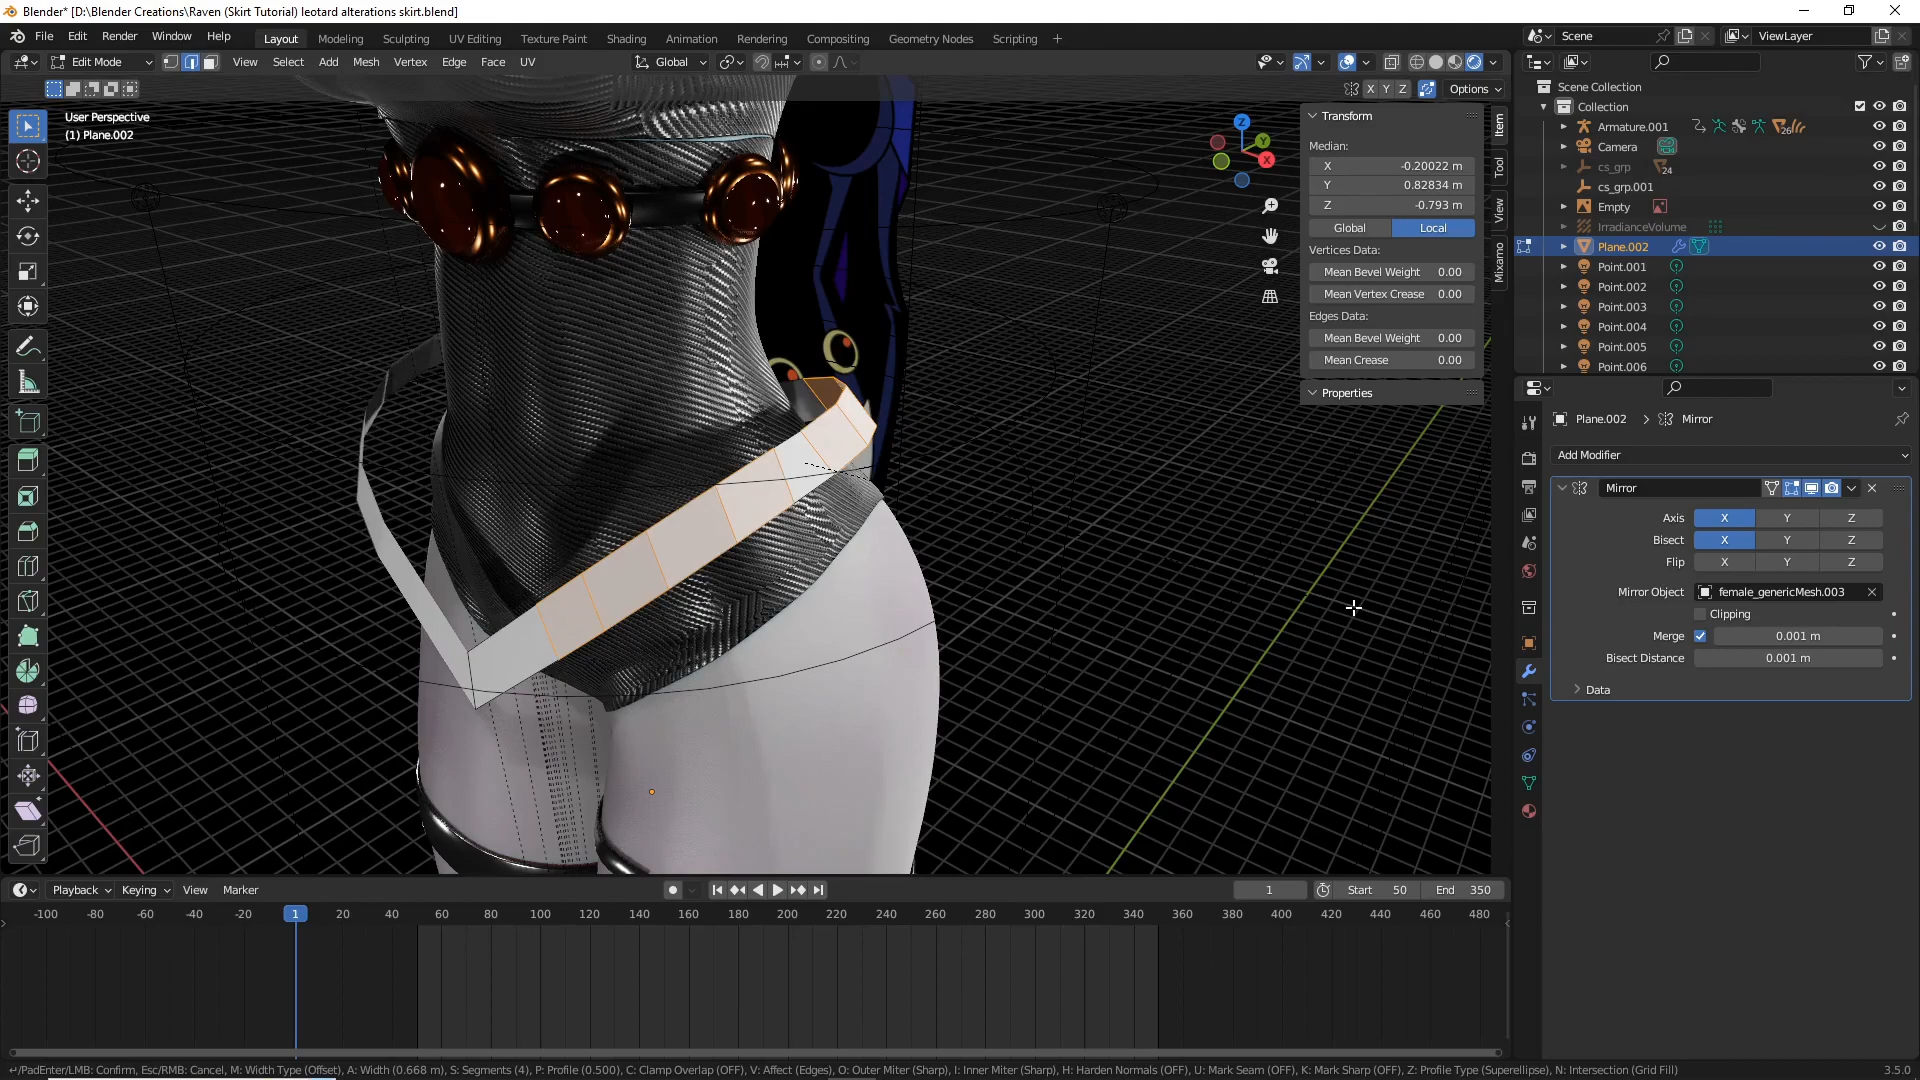 Blender* [D:\Blender Creations\Raven (Skirt Tutorial) leotard alterations skirt.blend]
File Edit Render Window Help Layout Modeling Sculpting UV Editing Texture Paint Shading Animation Rendering Compositing Geometry Nodes Scripting + Scene ViewLayer
Edit Mode View Select Add Mesh Vertex Edge Face UV Global
X Y Z Options
User Perspective
(1) Plane.002
Z Y X
Transform
Median:
X -0.20022 m
Y 0.82834 m
Z -0.793 m
Global Local
Vertices Data:
Mean Bevel Weight 0.00
Mean Vertex Crease 0.00
Edges Data:
Mean Bevel Weight 0.00
Mean Crease 0.00
Properties
Item
Tool
View
Mixamo
Scene Collection
Collection
Armature.001 26
Camera
cs_grp 24
cs_grp.001
Empty
IrradianceVolume
Plane.002
Point.001
Point.002
Point.003
Point.004
Point.005
Point.006
Plane.002 > Mirror
Add Modifier
Mirror
Axis X Y Z
Bisect X Y Z
Flip X Y Z
Mirror Object female_genericMesh.003
Clipping
Merge 0.001 m
Bisect Distance 0.001 m
Data
Playback Keying View Marker 1 Start 50 End 350
-100 -80 -60 -40 -20 1 20 40 60 80 100 120 140 160 180 200 220 240 260 280 300 320 340 360 380 400 420 440 460 480
↵/PadEnter/LMB: Confirm, Esc/RMB: Cancel, M: Width Type (Offset), A: Width (0.668 m), S: Segments (4), P: Profile (0.500), C: Clamp Overlap (OFF), V: Affect (Edges), O: Outer Miter (Sharp), I: Inner Miter (Sharp), H: Harden Normals (OFF), U: Mark Seam (OFF), K: Mark Sharp (OFF), Z: Profile Type (Superellipse), N: Intersection (Grid Fill) 3.5.0